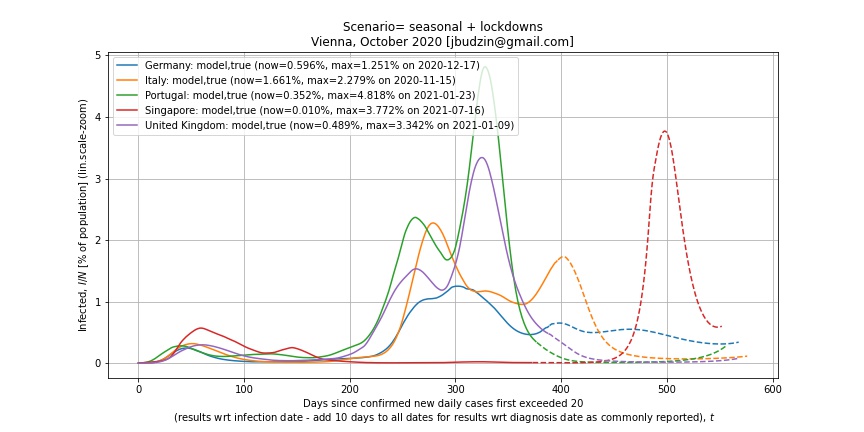 Scenario= seasonal + lockdowns
Vienna, October 2020 [jbudzin@gmail.com]
Germany: model,true (now=0.596%, max=1.251% on 2020-12-17)
Italy: model,true (now=1.661%, max=2.279% on 2020-11-15)
Portugal: model,true (now=0.352%, max=4.818% on 2021-01-23)
Singapore: model,true (now=0.010%, max=3.772% on 2021-07-16)
United Kingdom: model,true (now=0.489%, max=3.342% on 2021-01-09)
Infected, I/N [% of population] (lin.scale-zoom)
5
4
3
2
1
0
0 100 200 300 400 500 600
Days since confirmed new daily cases first exceeded 20
(results wrt infection date - add 10 days to all dates for results wrt diagnosis date as commonly reported), t